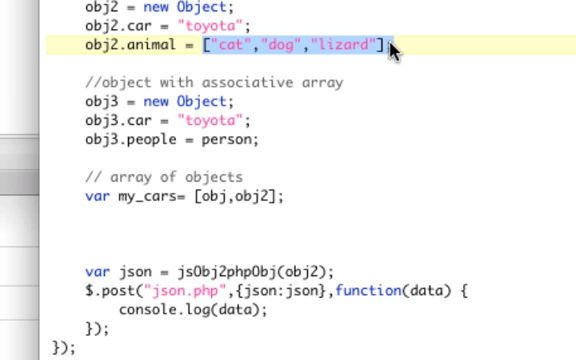 obj2 = new Object;
obj2.car = "toyota";
obj2.animal = ["cat","dog","lizard"];
//object with associative array
obj3 = new Object;
obj3.car = "toyota";
obj3.people = person;
// array of objects
var my_cars= [obj,obj2];
var json = jsObj2phpObj(obj2);
$.post("json.php",{json:json},function(data) {
console.log(data);
});
});